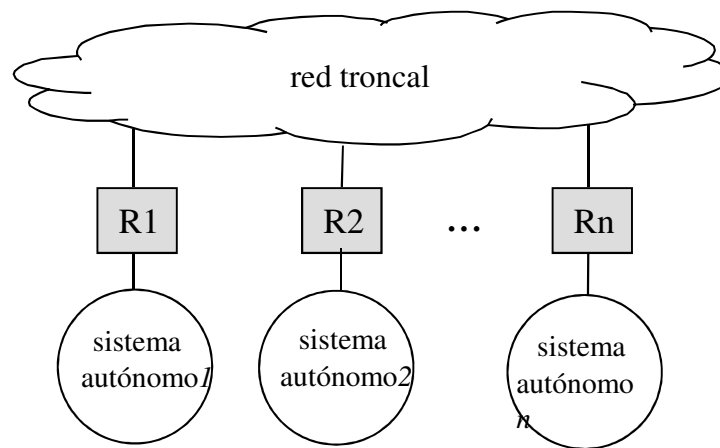 red troncal
R1
R2
...
Rn
sistema
autónomo1
sistema
autónomo2
sistema
autónomo
n